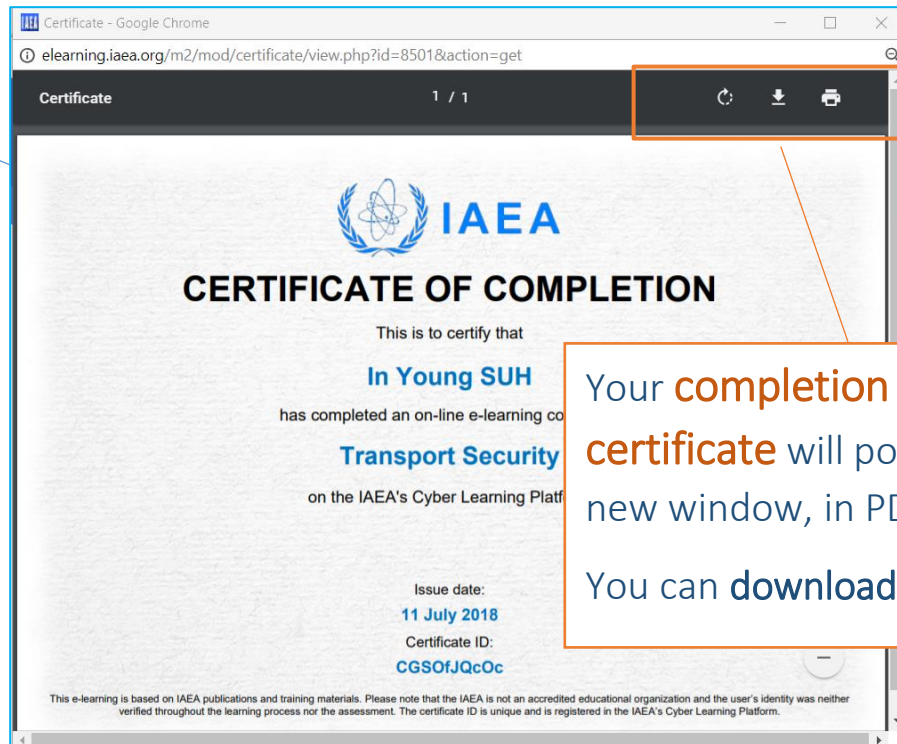 Certificate - Google Chrome
elearning.iaea.org/m2/mod/certificate/view.php?id=8501&action=get
Certificate 1 / 1
IAEA
CERTIFICATE OF COMPLETION
This is to certify that
In Young SUH
has completed an on-line e-learning co
Transport Security
on the IAEA's Cyber Learning Platf
Issue date:
11 July 2018
Certificate ID:
CGSOfJQcOc
This e-learning is based on IAEA publications and training materials. Please note that the IAEA is not an accredited educational organization and the user's identity was neither
verified throughout the learning process nor the assessment. The certificate ID is unique and is registered in the IAEA's Cyber Learning Platform.
Your completion
certificate will po
new window, in PD
You can download